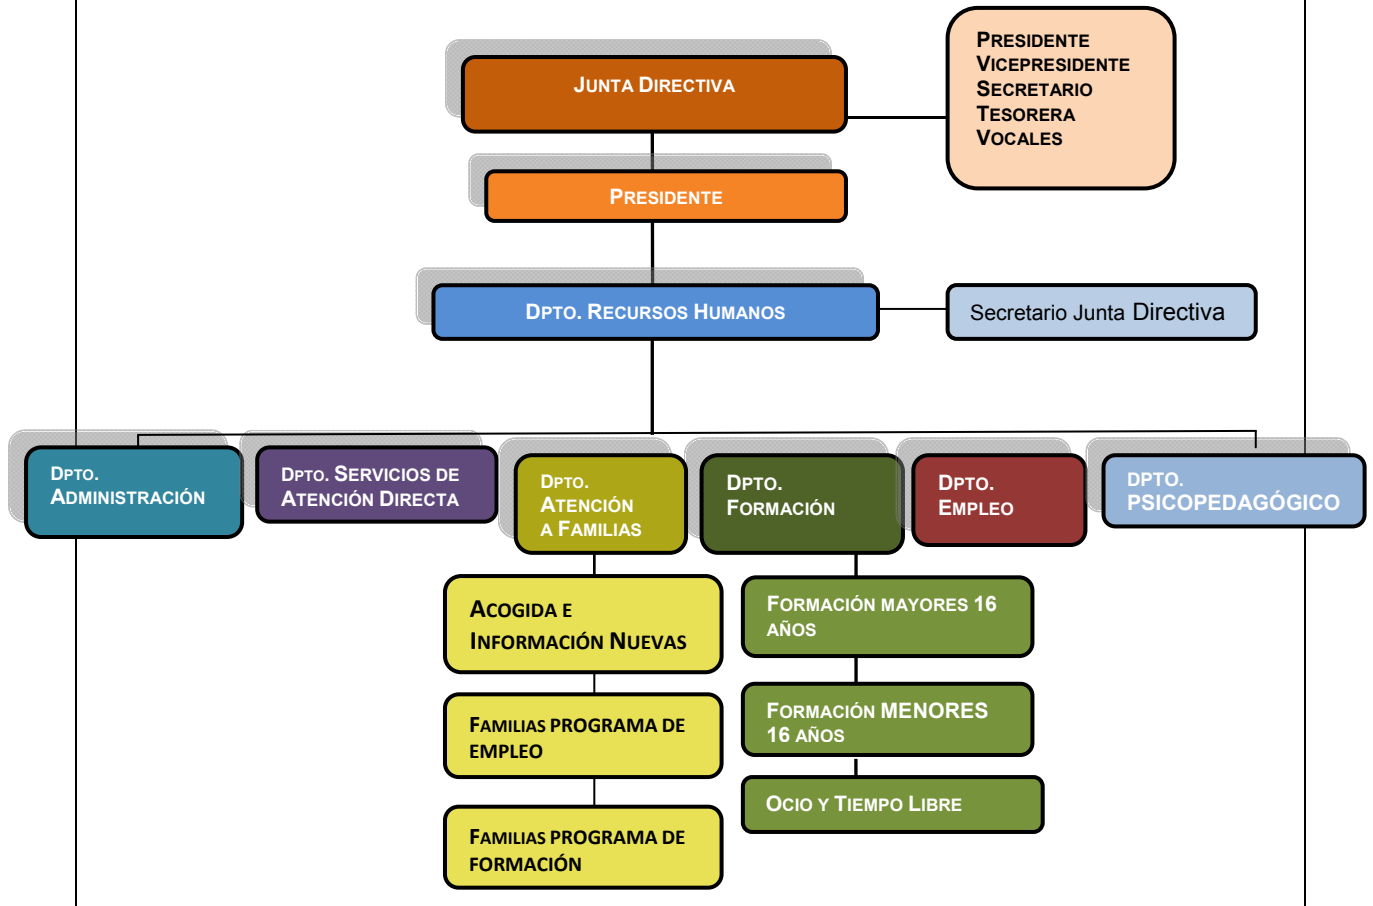 JUNTA DIRECTIVA
PRESIDENTE
VICEPRESIDENTE
SECRETARIO
TESORERA
VOCALES
PRESIDENTE
DPTO. RECURSOS HUMANOS
Secretario Junta Directiva
DPTO.
ADMINISTRACIÓN
DPTO. SERVICIOS DE
ATENCIÓN DIRECTA
DPTO.
ATENCIÓN
A FAMILIAS
DPTO.
FORMACIÓN
DPTO.
EMPLEO
DPTO.
PSICOPEDAGÓGICO
ACOGIDA E
INFORMACIÓN NUEVAS
FAMILIAS PROGRAMA DE
EMPLEO
FAMILIAS PROGRAMA DE
FORMACIÓN
FORMACIÓN MAYORES 16
AÑOS
FORMACIÓN MENORES
16 AÑOS
OCIO Y TIEMPO LIBRE